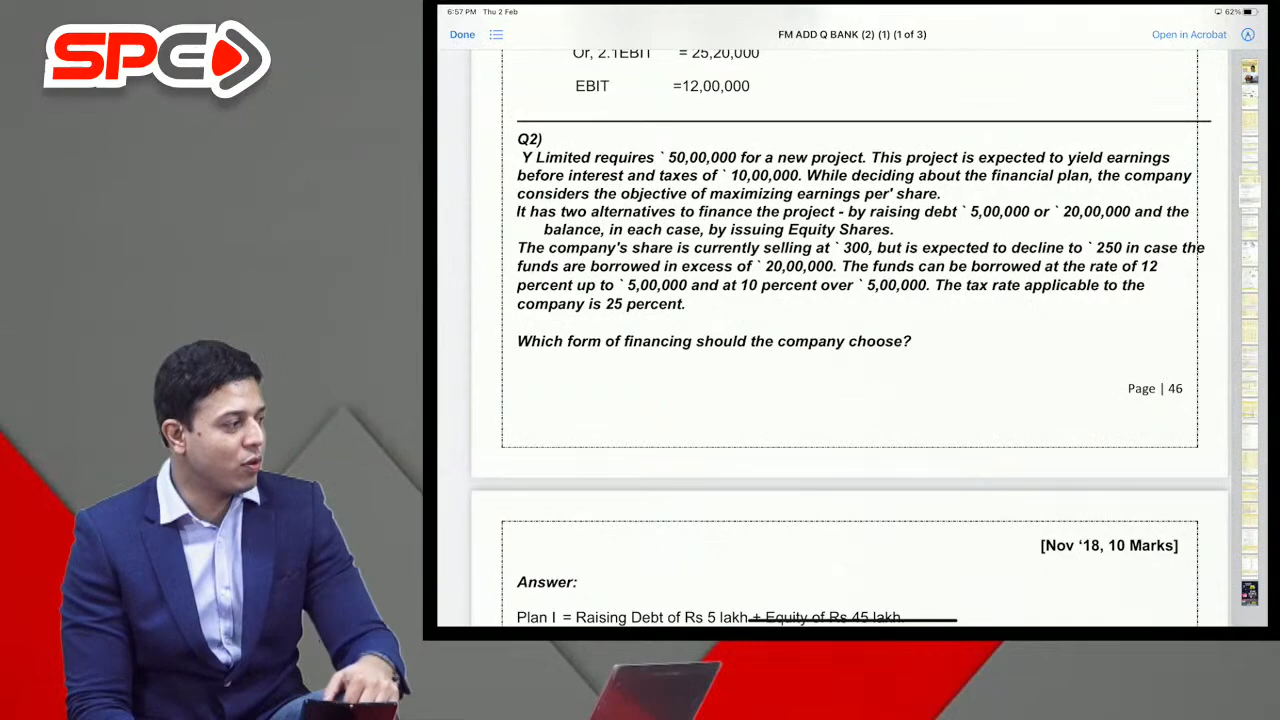 6:57 PM Thu 2 Feb
62%
SPE
Done
FM ADD Q BANK (2) (1) (1 of 3)
Open in Acrobat
Or, 2.1EBIT = 25,20,000
EBIT =12,00,000
Q2)
Y Limited requires ` 50,00,000 for a new project. This project is expected to yield earnings
before interest and taxes of ` 10,00,000. While deciding about the financial plan, the company
considers the objective of maximizing earnings per' share.
It has two alternatives to finance the project - by raising debt ` 5,00,000 or ` 20,00,000 and the
balance, in each case, by issuing Equity Shares.
The company's share is currently selling at ` 300, but is expected to decline to ` 250 in case the
funds are borrowed in excess of ` 20,00,000. The funds can be borrowed at the rate of 12
percent up to ` 5,00,000 and at 10 percent over ` 5,00,000. The tax rate applicable to the
company is 25 percent.
Which form of financing should the company choose?
Page | 46
[Nov ‘18, 10 Marks]
Answer:
Plan I = Raising Debt of Rs 5 lakh + Equity of Rs 45 lakh.